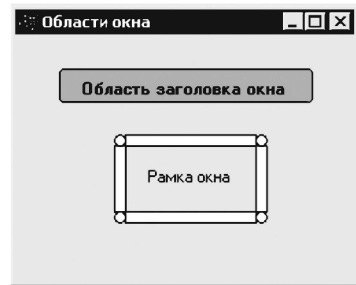 Области окна
Область заголовка окна
Рамка окна